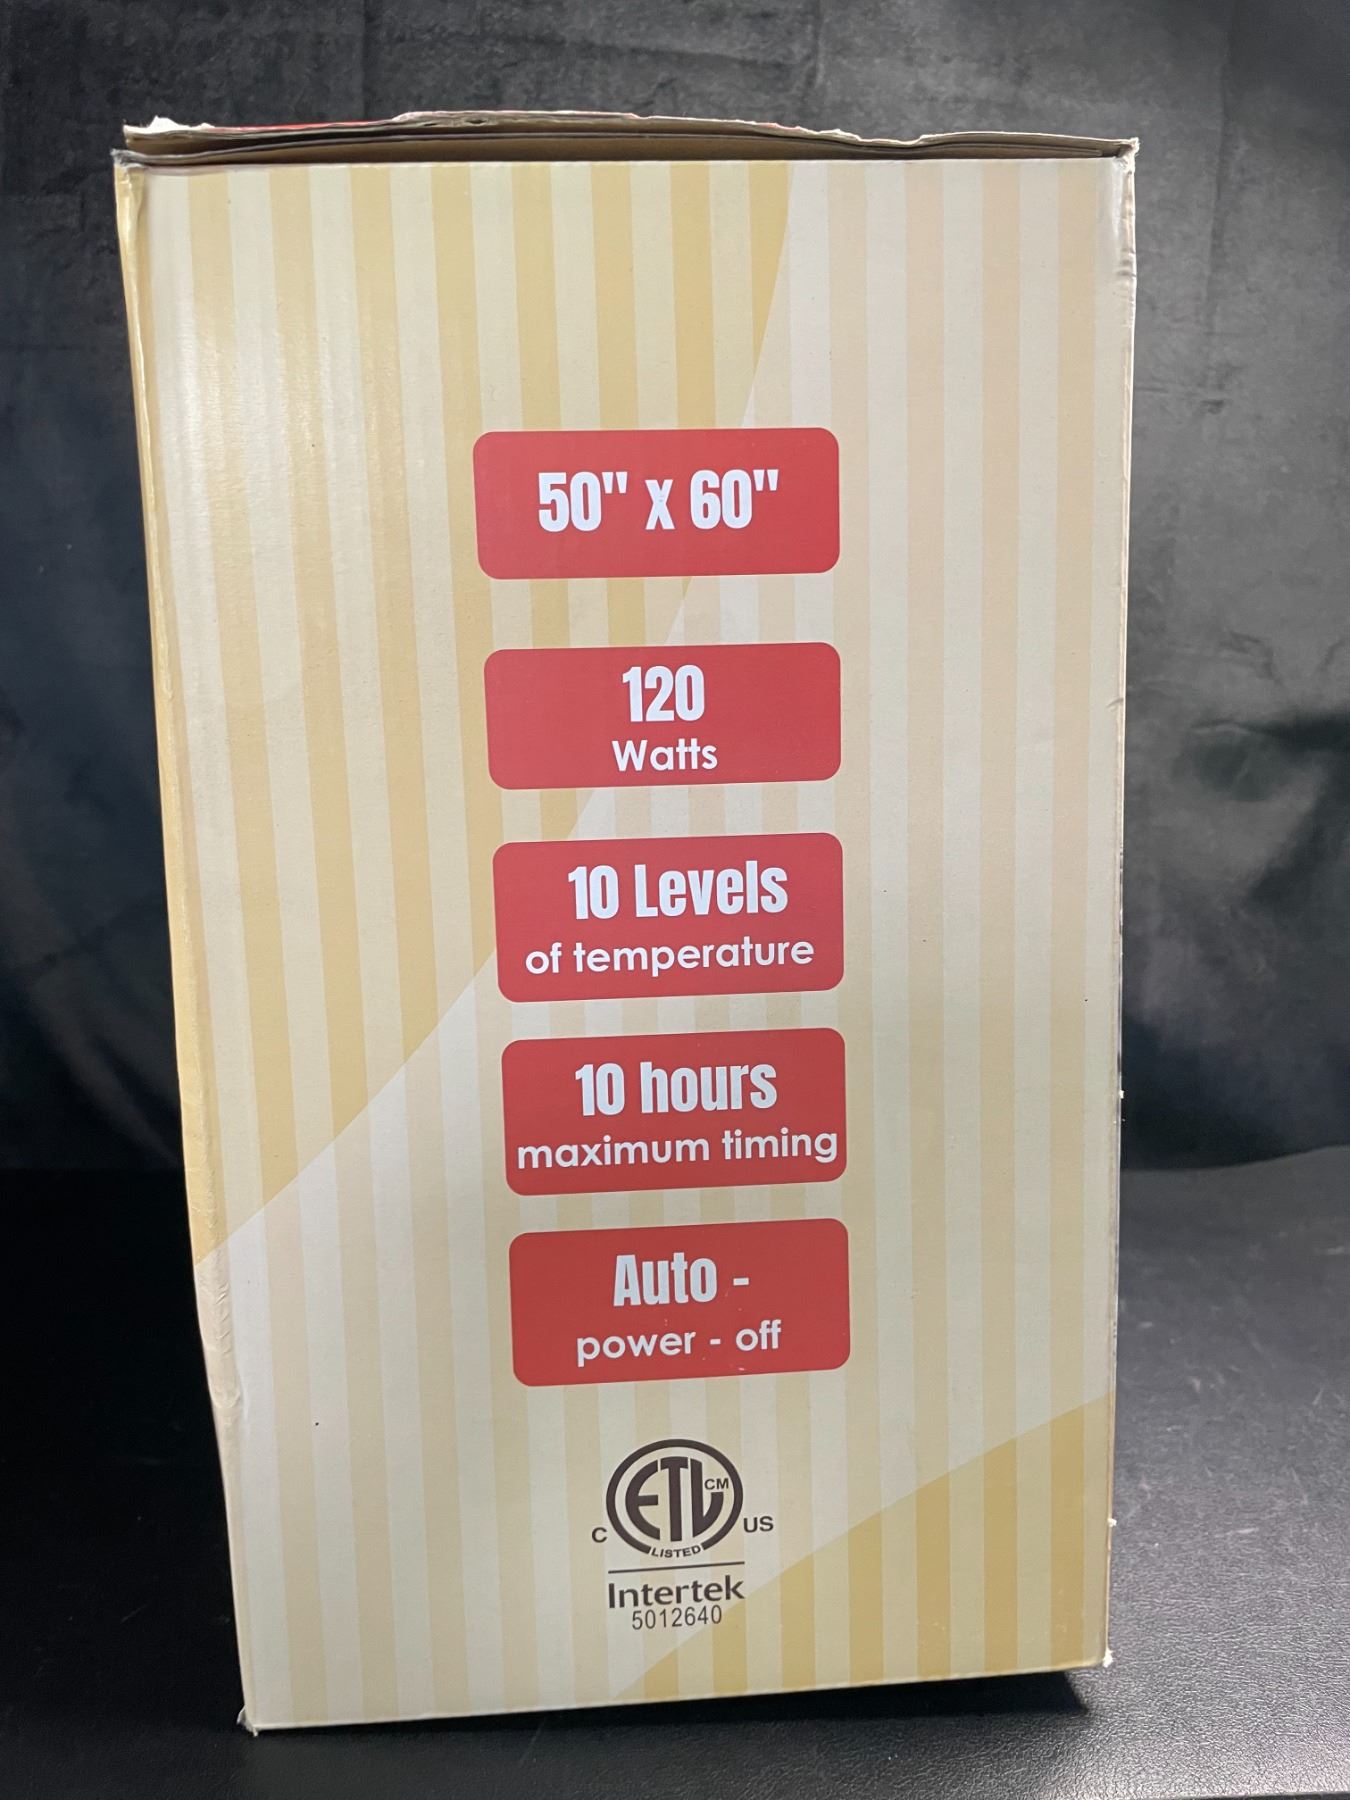 50" x 60"
120
Watts
10 Levels
of temperature
10 hours
maximum timing
Auto -
power - off
ETL CM
C US
LISTED
Intertek
5012640